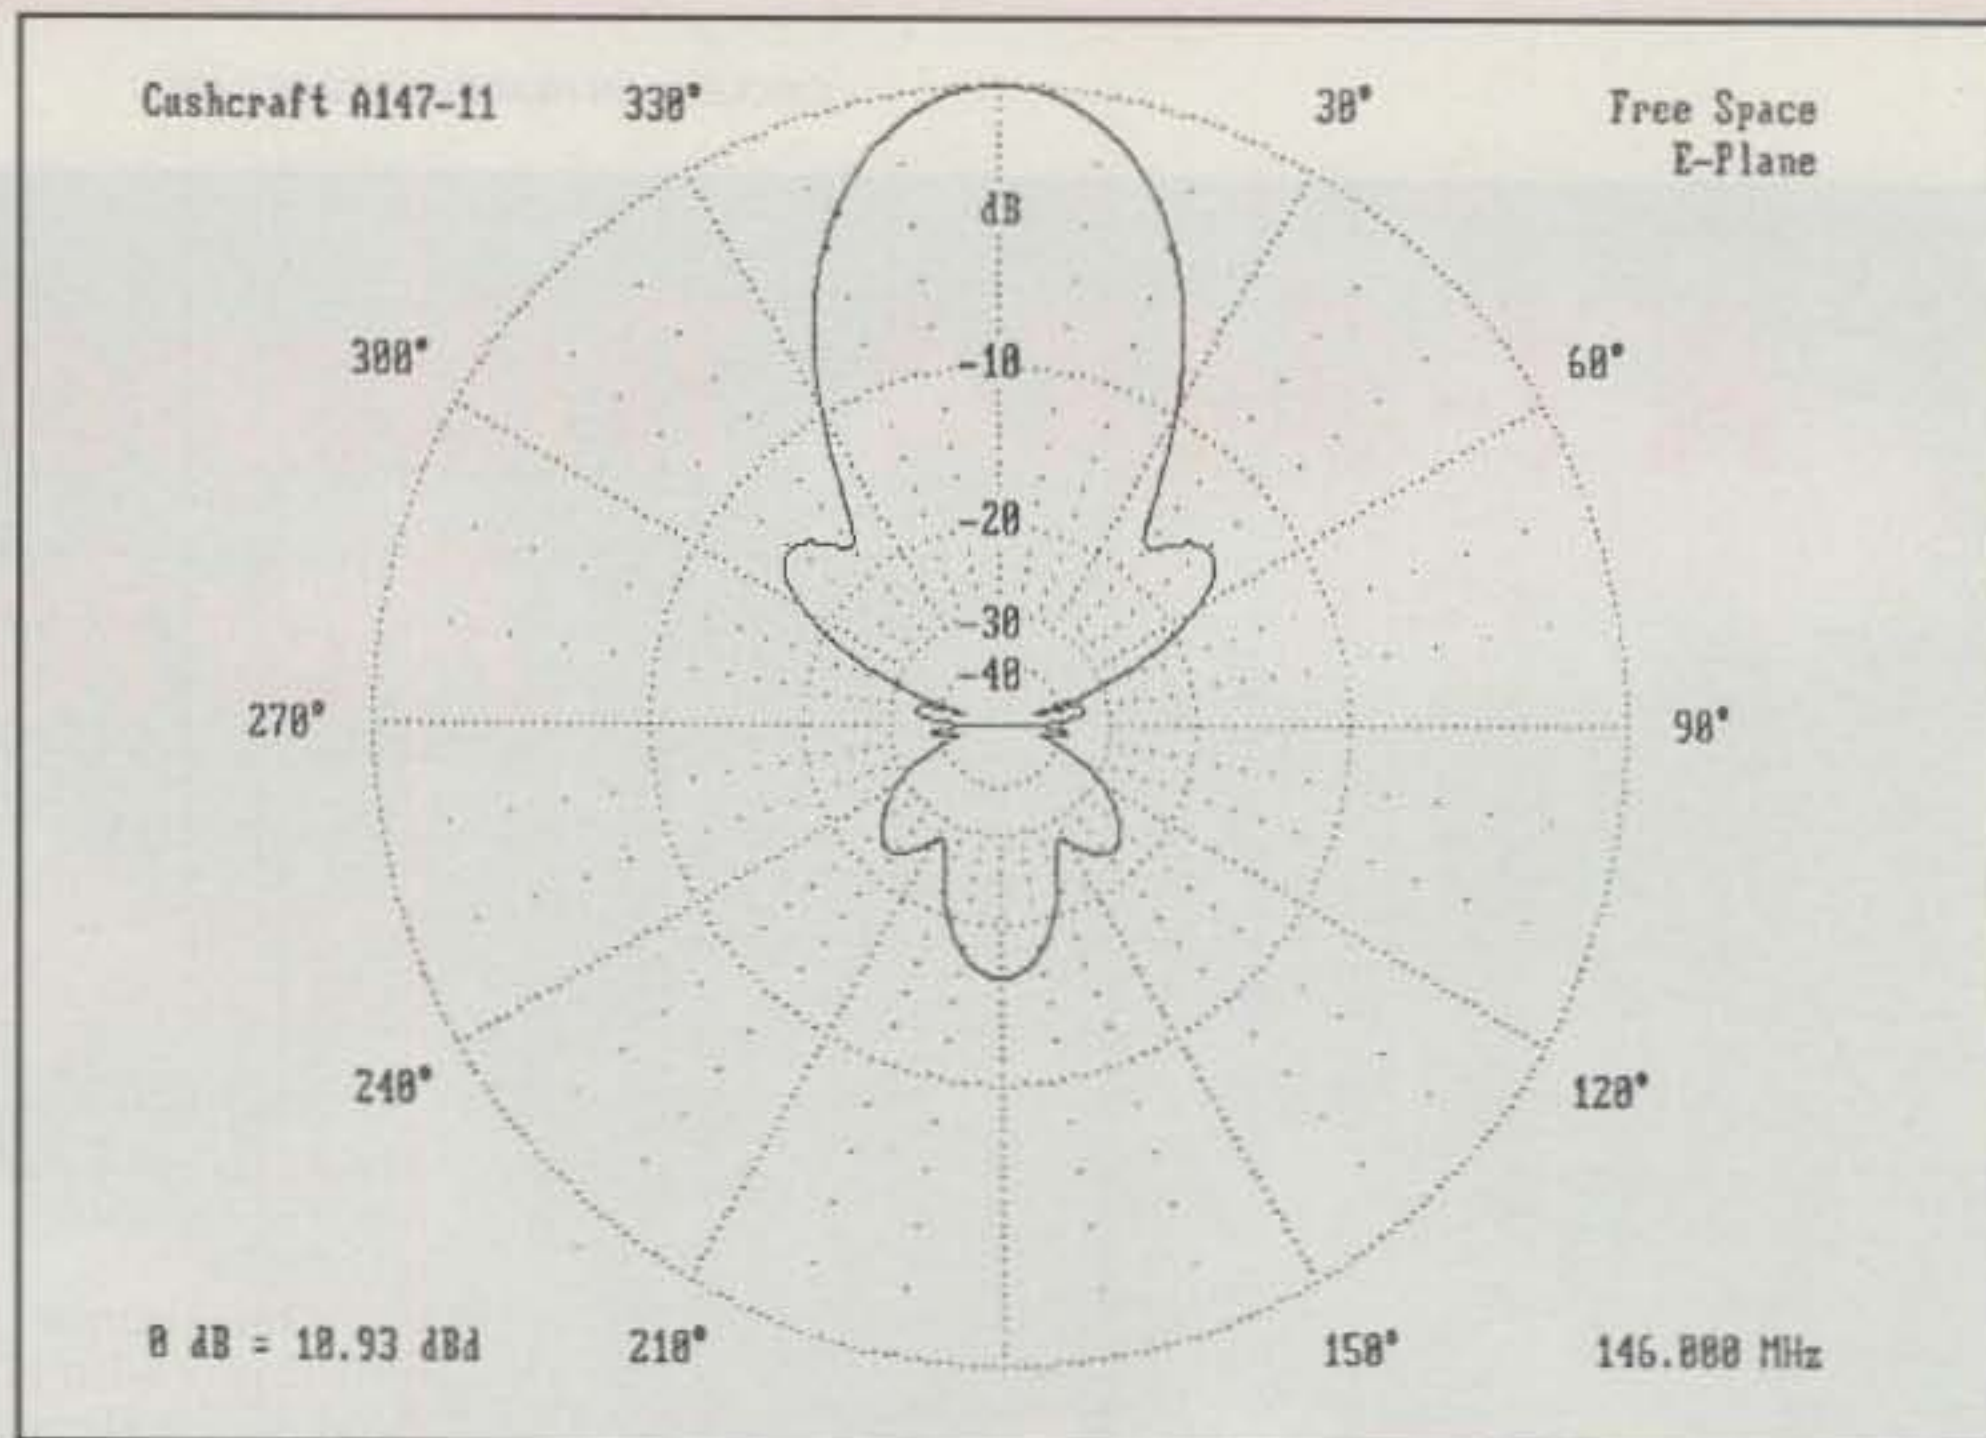 Cushcraft A147-11
330°
30°
Free Space
E-Plane
dB
300°
-10
60°
-20
-30
-40
270°
90°
240°
120°
0 dB = 10.93 dBd
210°
150°
146.000 MHz